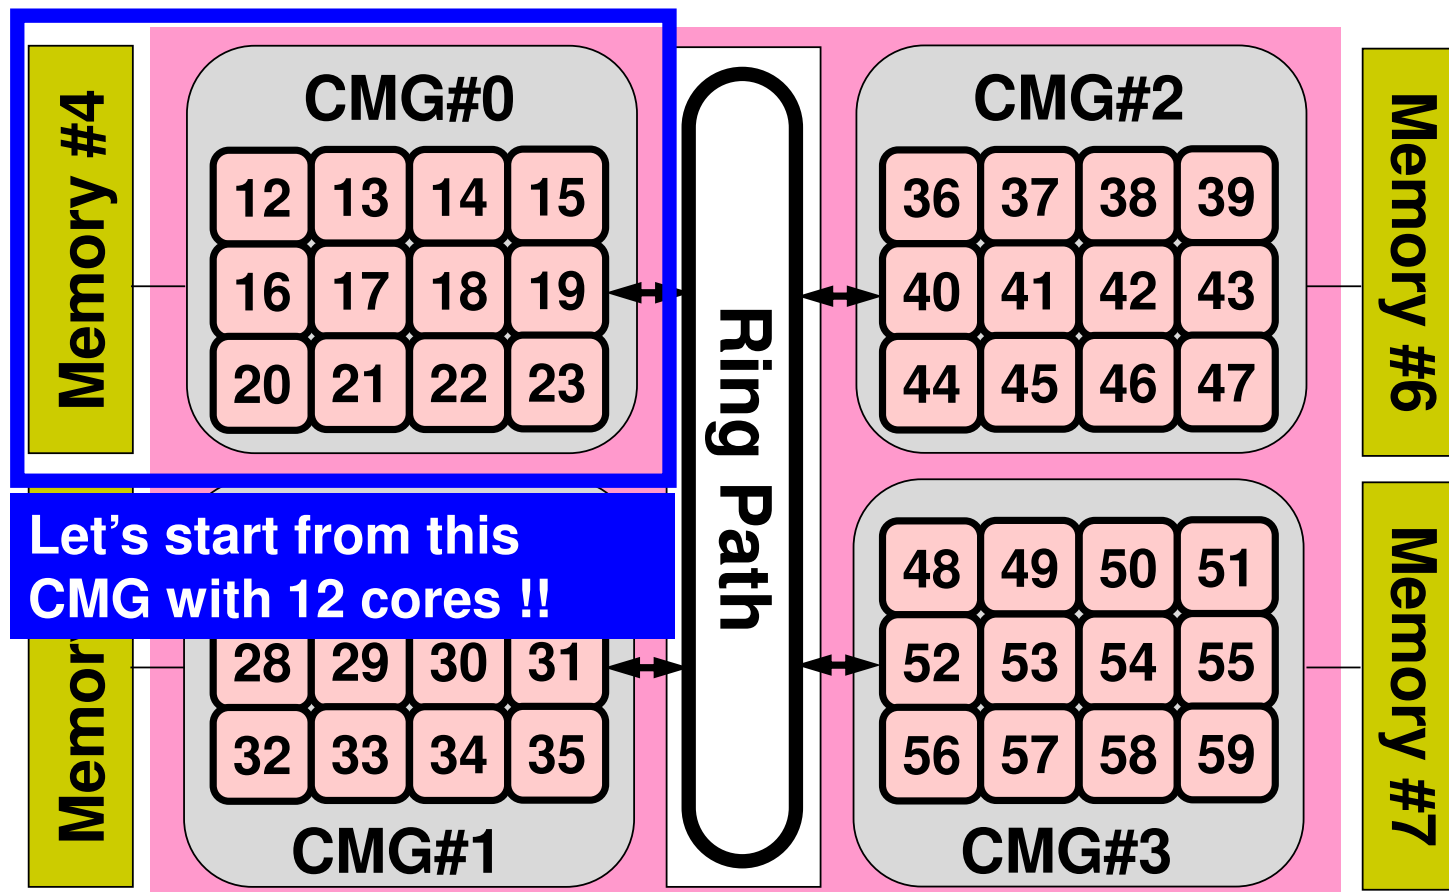 Memory #4
CMG#0
12 13 14 15
16 17 18 19
20 21 22 23
Let's start from this
CMG with 12 cores !!
Memory
28 29 30 31
32 33 34 35
CMG#1
Ring Path
CMG#2
36 37 38 39
40 41 42 43
44 45 46 47
Memory #6
48 49 50 51
52 53 54 55
56 57 58 59
CMG#3
Memory #7